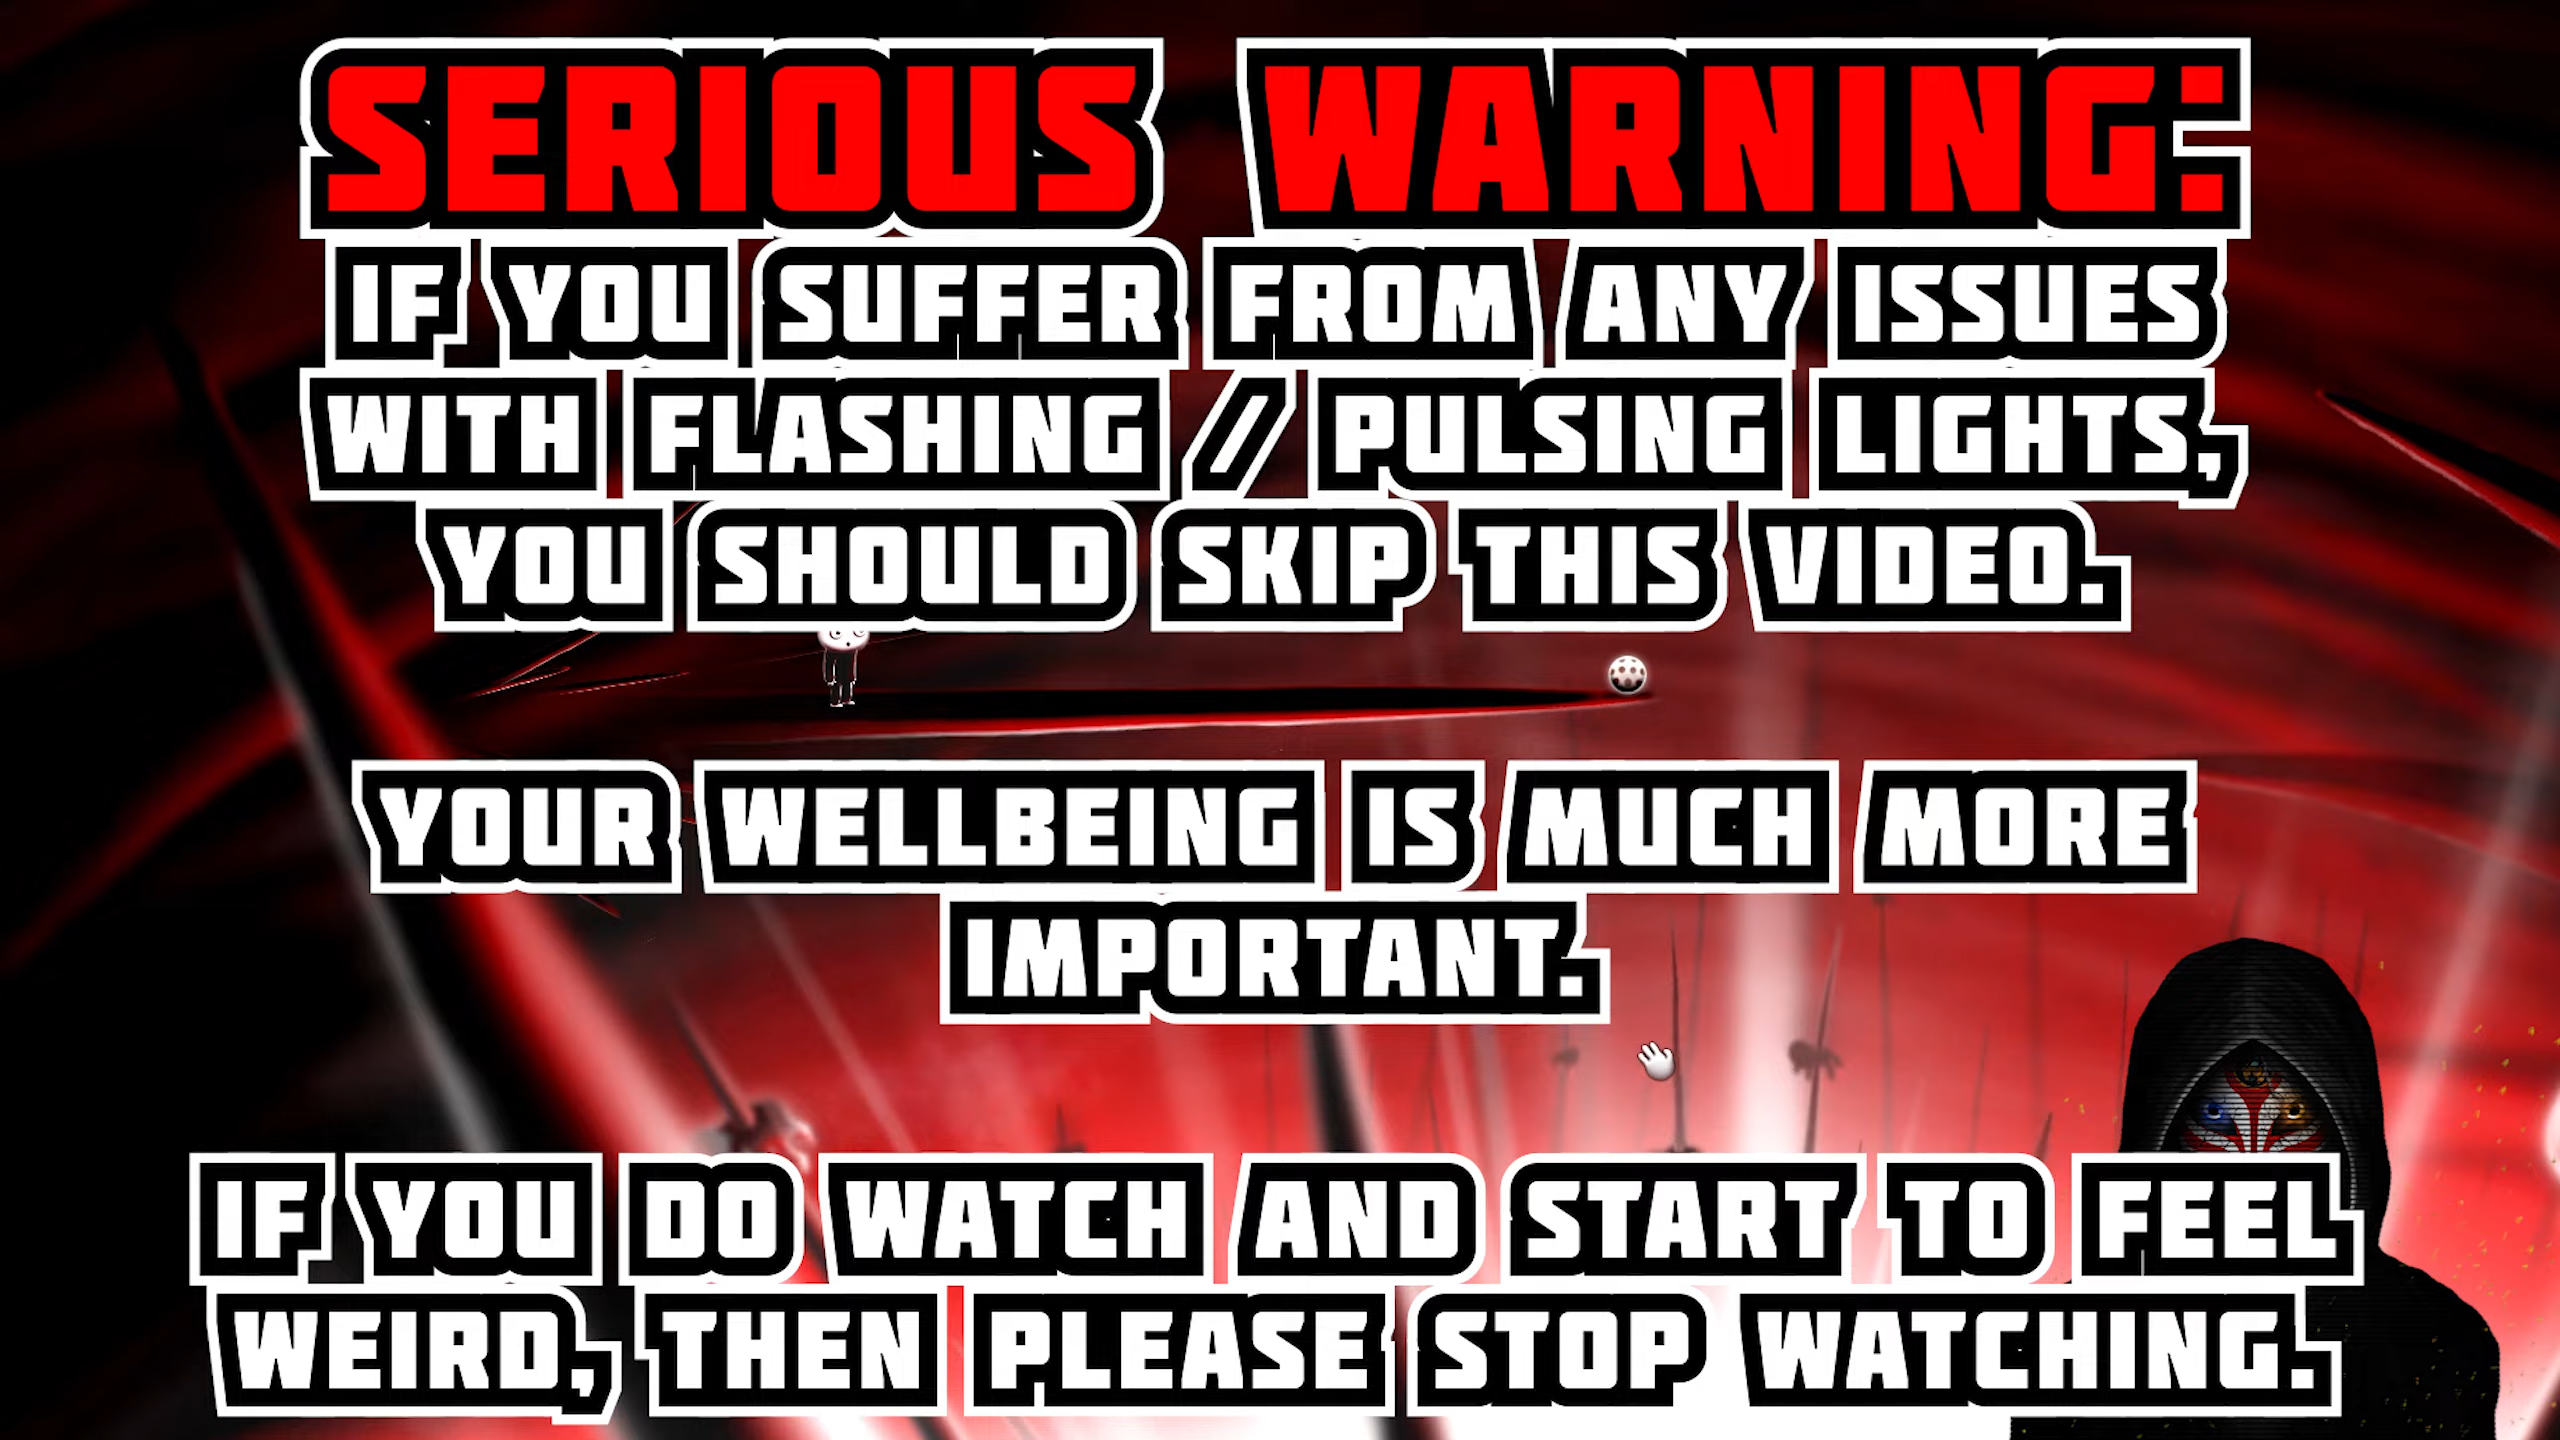 SERIOUS WARNING:
IF YOU SUFFER FROM ANY ISSUES
WITH FLASHING // PULSING LIGHTS,
YOU SHOULD SKIP THIS VIDEO.
YOUR WELLBEING IS MUCH MORE
IMPORTANT.
IF YOU DO WATCH AND START TO FEEL
WEIRD, THEN PLEASE STOP WATCHING.